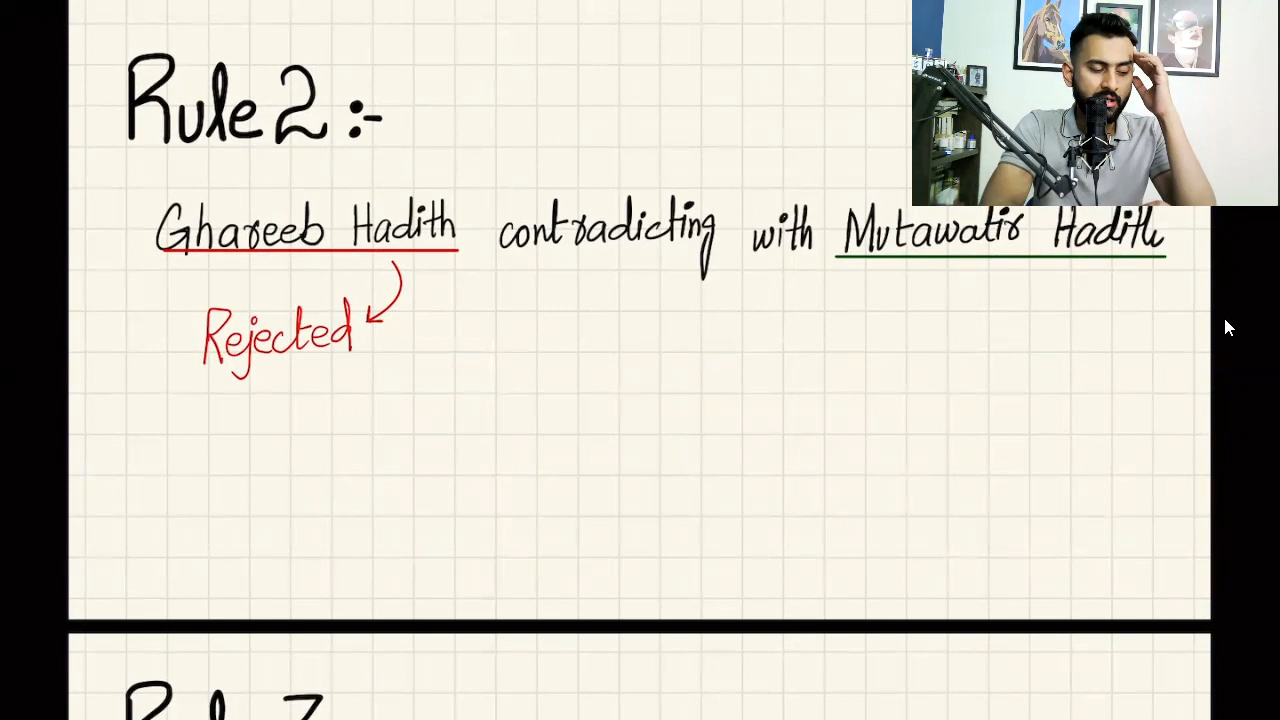 Rule 2 :-
Ghareeb Hadith contradicting with Mutawatir Hadith
Rejected